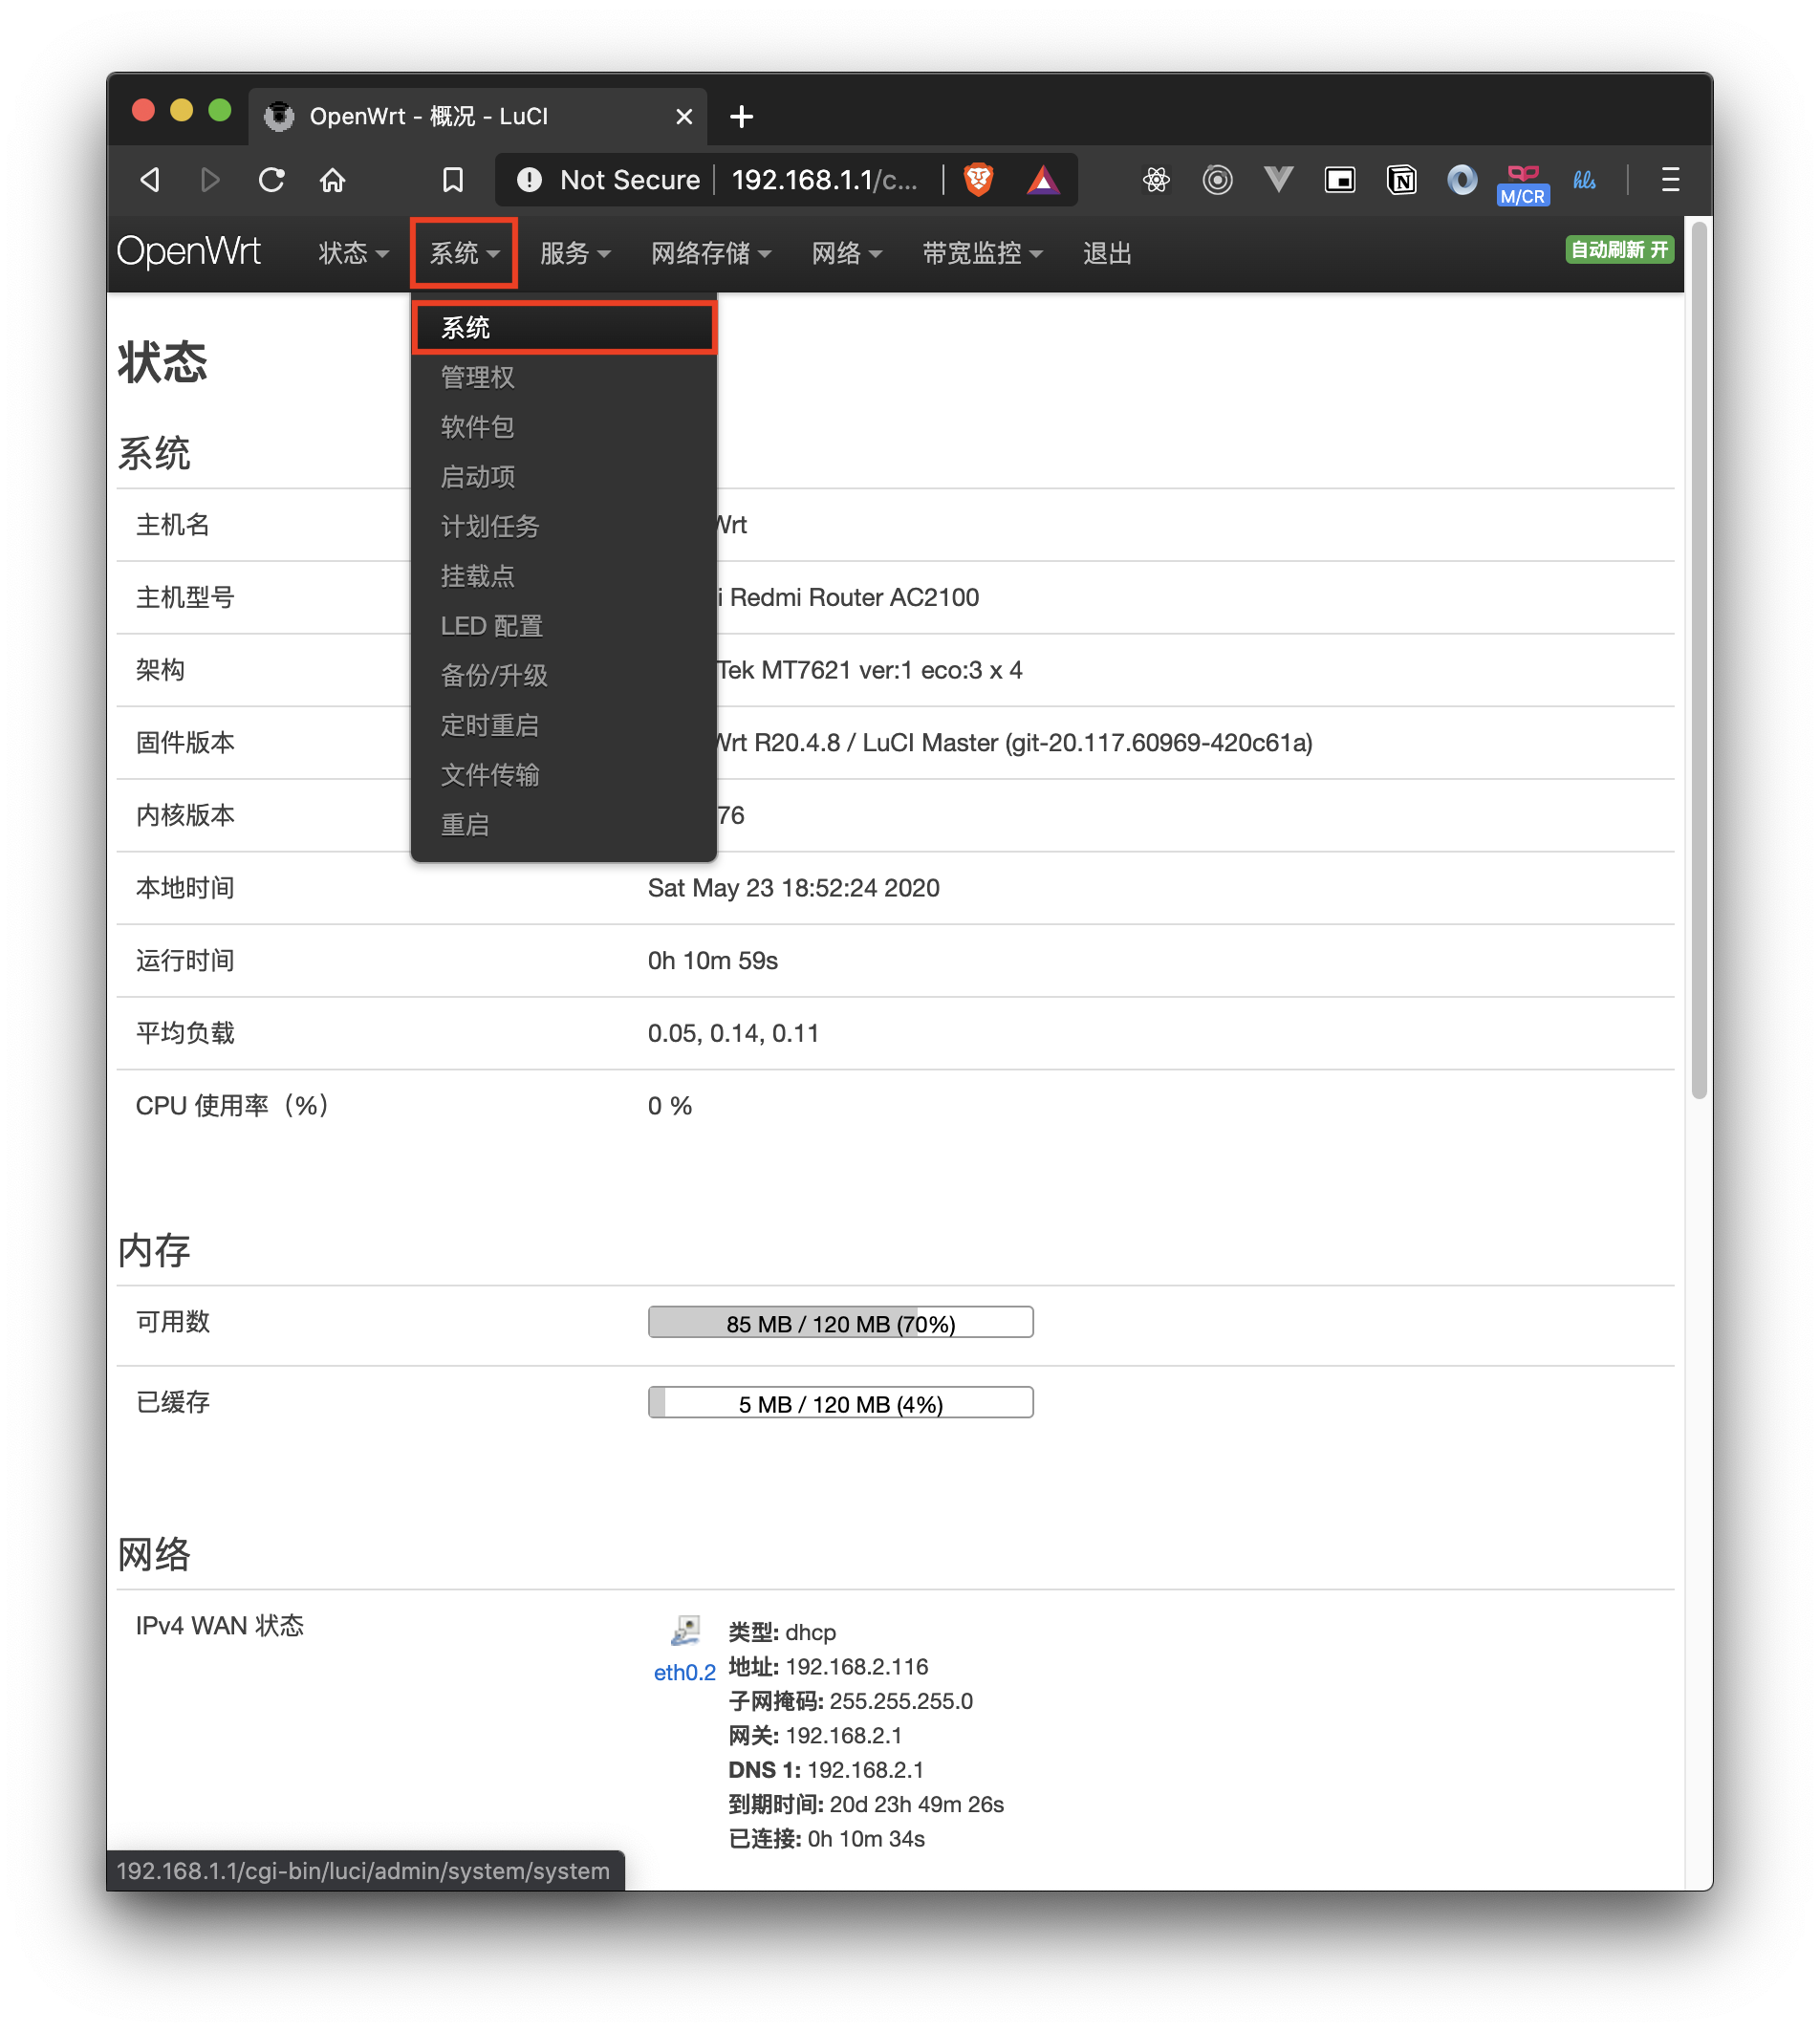 OpenWrt - 概况 - LuCI
Not Secure 192.168.1.1/c...
M/CR
hls
OpenWrt 状态 系统 服务 网络存储 网络 带宽监控 退出 自动刷新 开
系统
管理权
软件包
启动项
计划任务
挂载点
LED 配置
备份/升级
定时重启
文件传输
重启
状态
系统
主机名 Wrt
主机型号 i Redmi Router AC2100
架构 Tek MT7621 ver:1 eco:3 x 4
固件版本 Wrt R20.4.8 / LuCI Master (git-20.117.60969-420c61a)
内核版本 76
本地时间 Sat May 23 18:52:24 2020
运行时间 0h 10m 59s
平均负载 0.05, 0.14, 0.11
CPU 使用率（%） 0 %
内存
可用数 85 MB / 120 MB (70%)
已缓存 5 MB / 120 MB (4%)
网络
IPv4 WAN 状态
eth0.2
类型: dhcp
地址: 192.168.2.116
子网掩码: 255.255.255.0
网关: 192.168.2.1
DNS 1: 192.168.2.1
到期时间: 20d 23h 49m 26s
已连接: 0h 10m 34s
192.168.1.1/cgi-bin/luci/admin/system/system